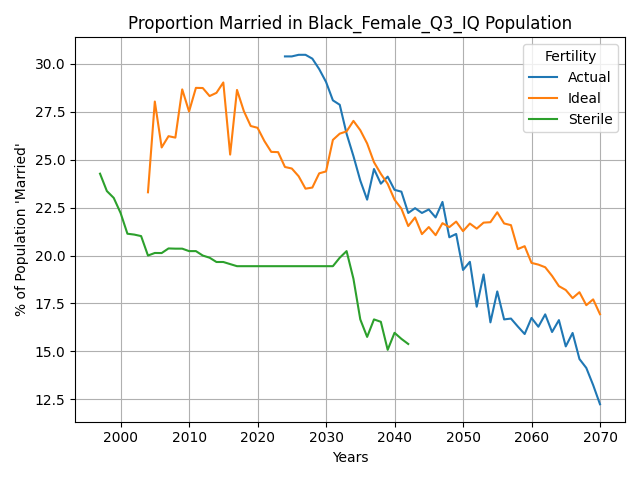 Proportion Married in Black_Female_Q3_IQ Population
% of Population "Married'
30.0
27.5
25.0
22.5
20.0
17.5
15.0
12.5
Fertility
Actual
Ideal
Sterile
2000
2010
2020
2030
2040
2050
2060
2070
Years